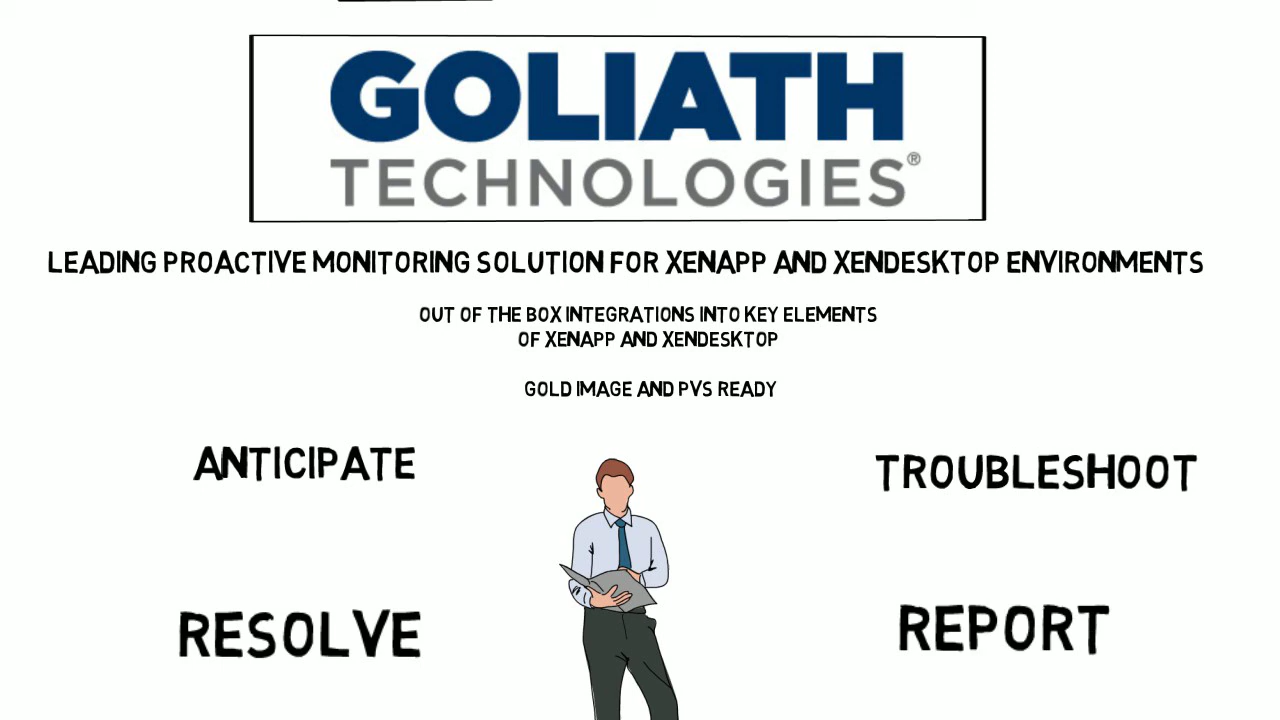 GOLIATH
TECHNOLOGIES®
LEADING PROACTIVE MONITORING SOLUTION FOR XENAPP AND XENDESKTOP ENVIRONMENTS
OUT OF THE BOX INTEGRATIONS INTO KEY ELEMENTS
OF XENAPP AND XENDESKTOP
GOLD IMAGE AND PVS READY
ANTICIPATE
TROUBLESHOOT
RESOLVE
REPORT